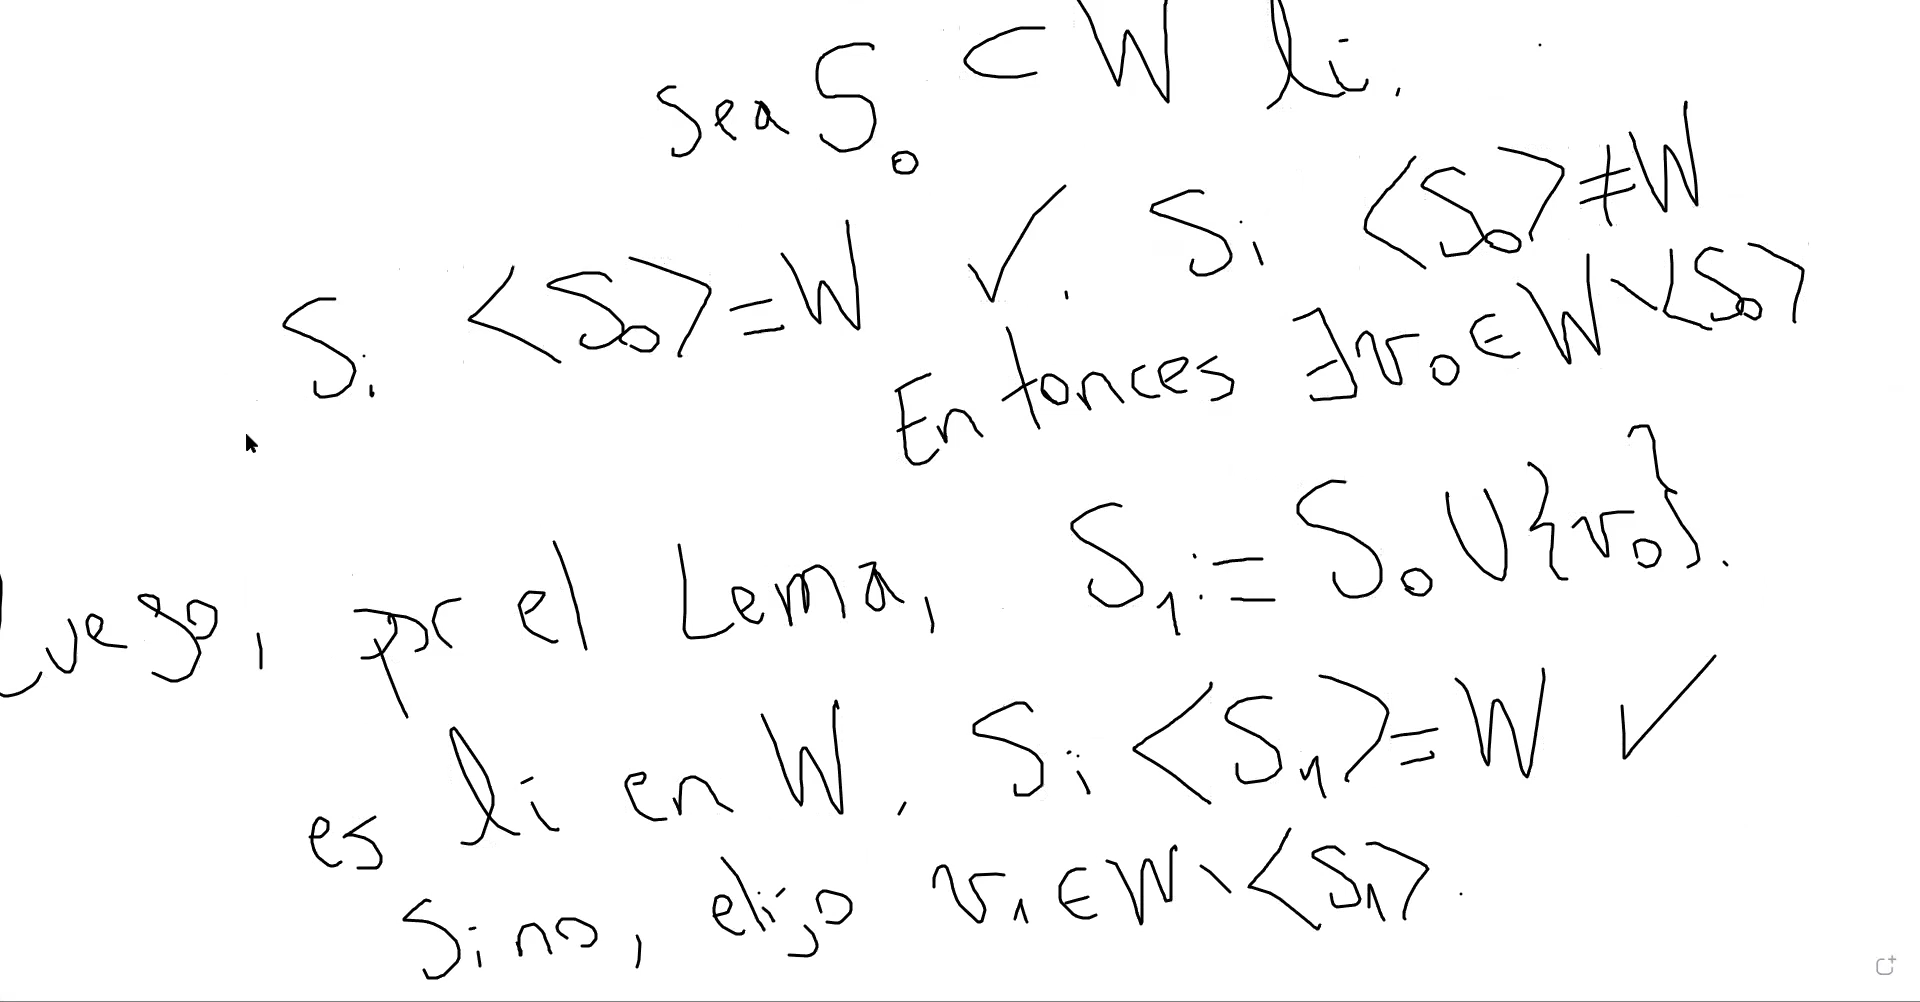 Sea S₀ ⊂ W li.
Si <S₀> = W ✓. Si <S₀> ≠ W
Entonces ∃ v₀ ∈ W \ <S₀>
Luego, por el Lema, S₁ := S₀ ∪ {v₀}.
es li en W. Si <S₁> = W ✓
Sino, elijo v₁ ∈ W \ <S₁>.